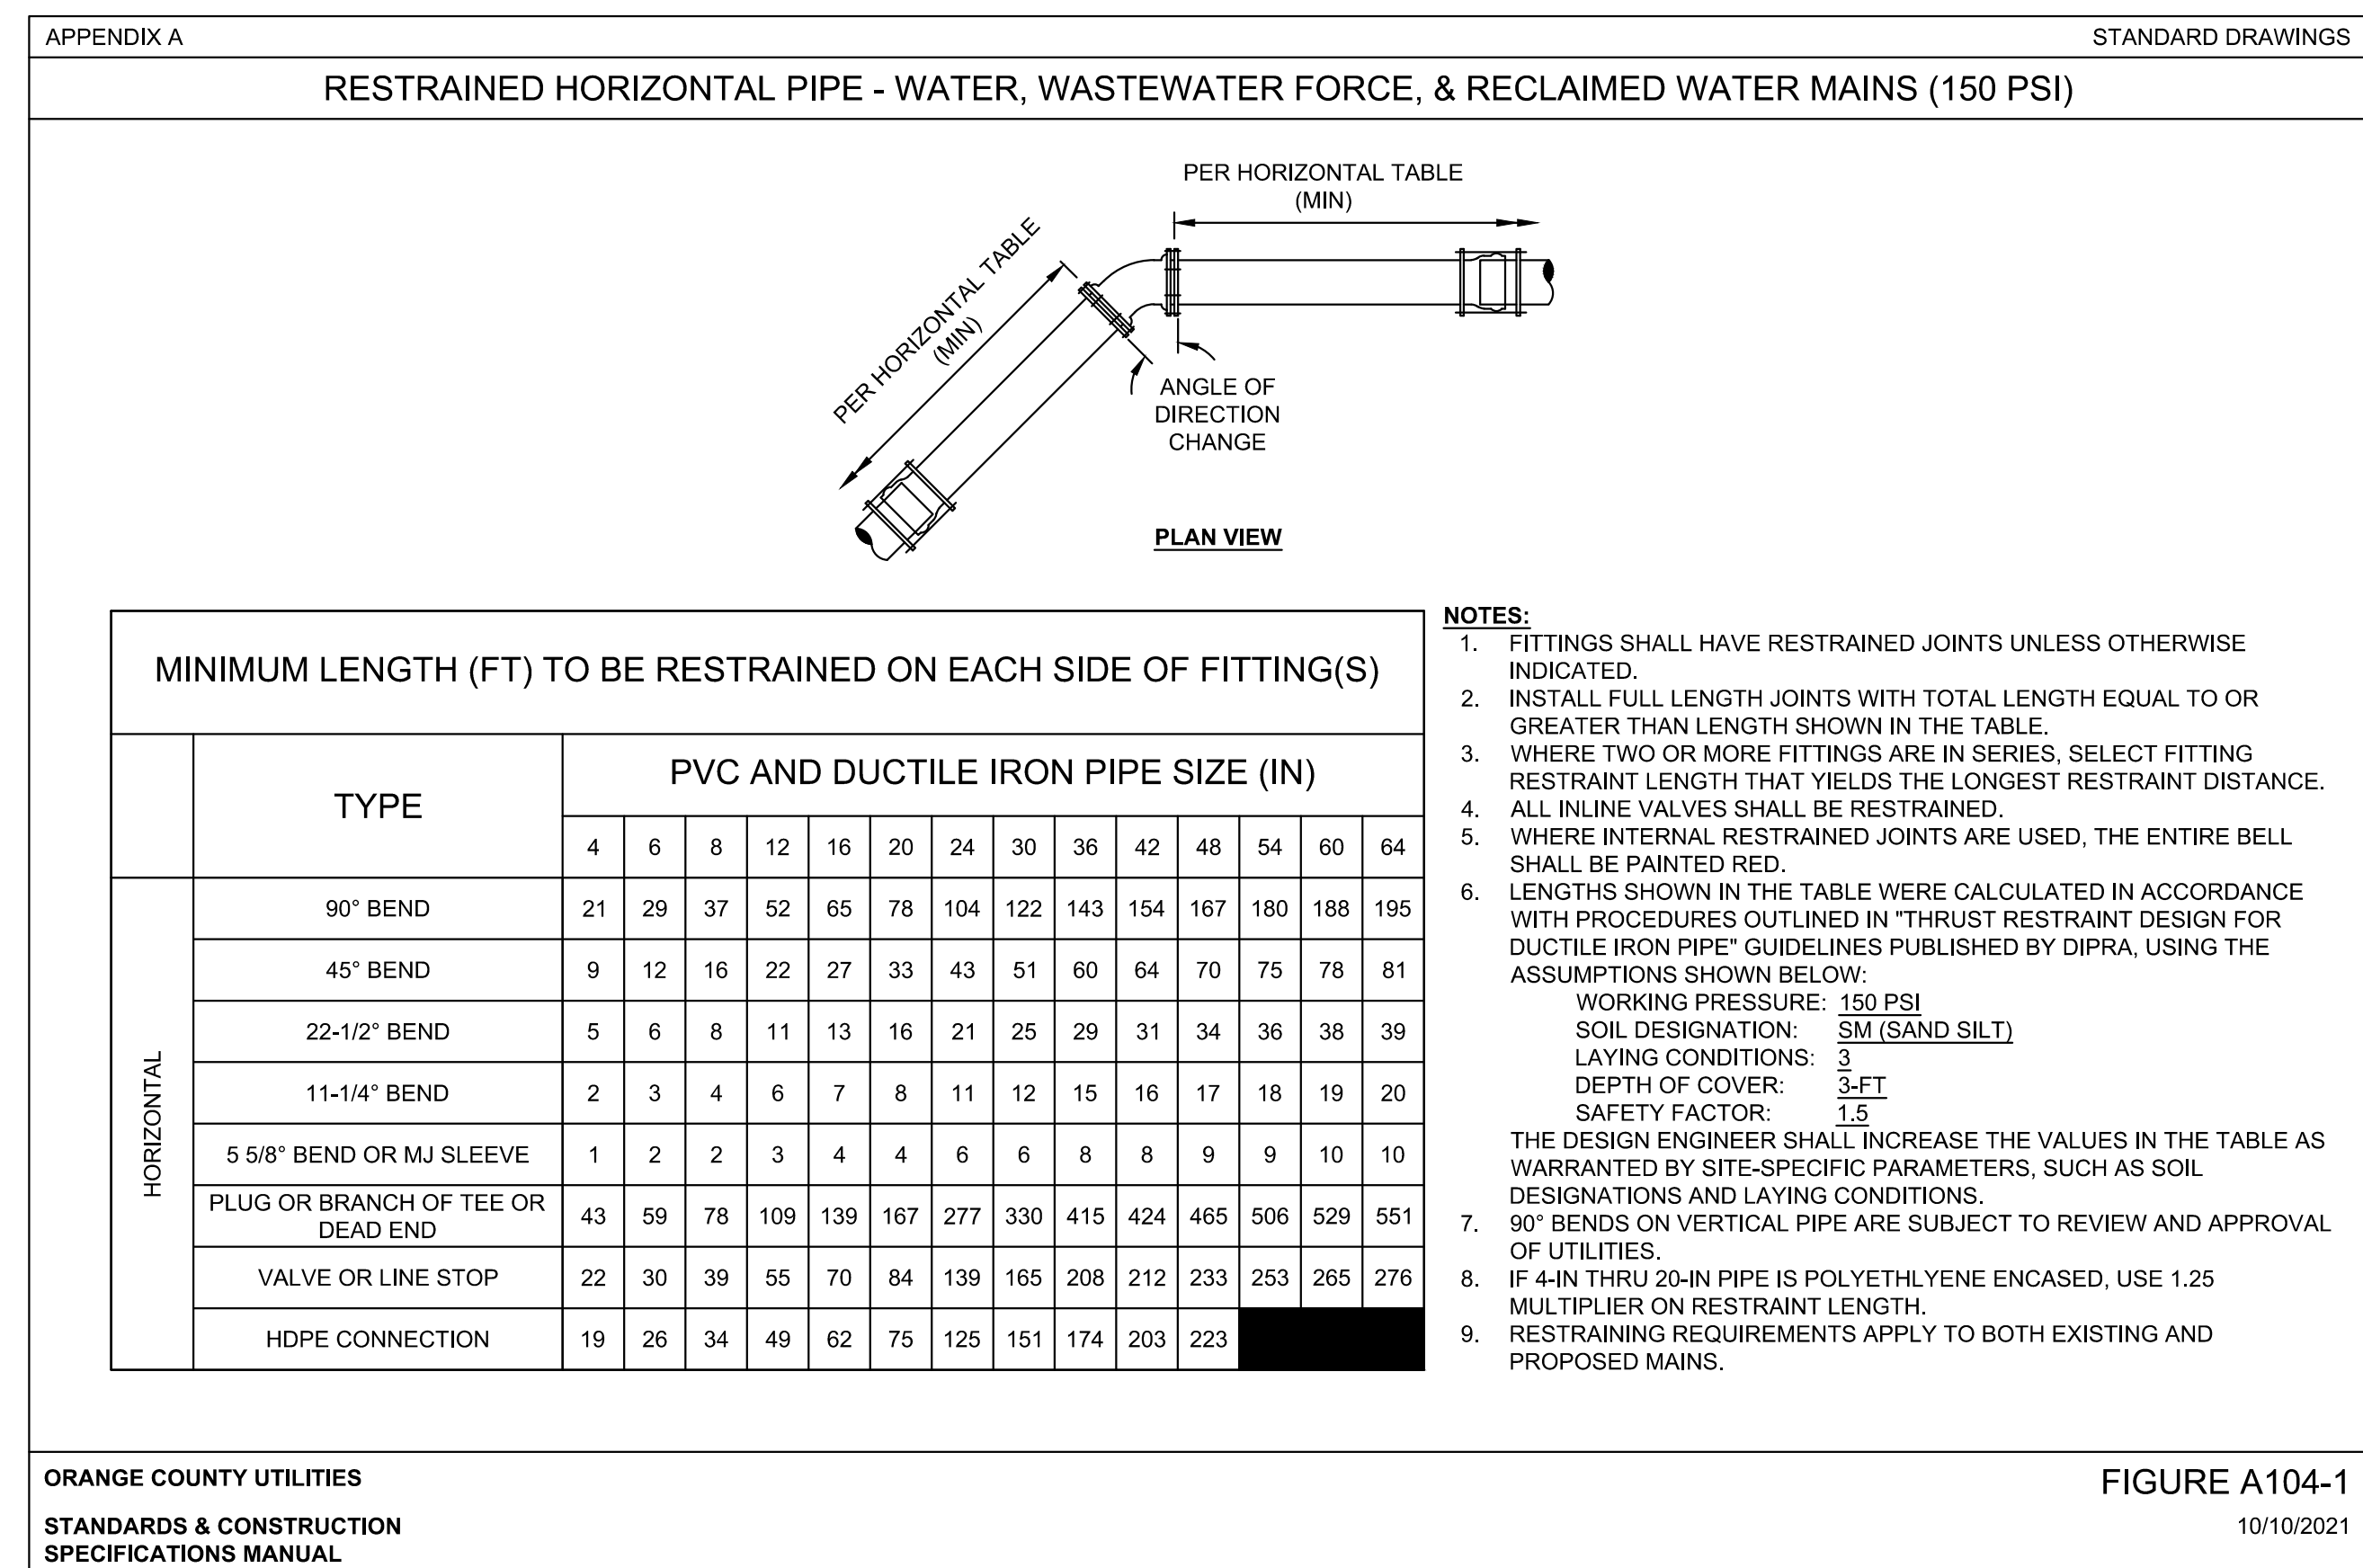 APPENDIX A
STANDARD DRAWINGS
RESTRAINED HORIZONTAL PIPE - WATER, WASTEWATER FORCE, & RECLAIMED WATER MAINS (150 PSI)
PER HORIZONTAL TABLE
(MIN)
PER HORIZONTAL TABLE
(MIN)
ANGLE OF
DIRECTION
CHANGE
PLAN VIEW
MINIMUM LENGTH (FT) TO BE RESTRAINED ON EACH SIDE OF FITTING(S)
TYPE
PVC AND DUCTILE IRON PIPE SIZE (IN)
4 6 8 12 16 20 24 30 36 42 48 54 60 64
HORIZONTAL
90° BEND 21 29 37 52 65 78 104 122 143 154 167 180 188 195
45° BEND 9 12 16 22 27 33 43 51 60 64 70 75 78 81
22-1/2° BEND 5 6 8 11 13 16 21 25 29 31 34 36 38 39
11-1/4° BEND 2 3 4 6 7 8 11 12 15 16 17 18 19 20
5 5/8° BEND OR MJ SLEEVE 1 2 2 3 4 4 6 6 8 8 9 9 10 10
PLUG OR BRANCH OF TEE OR
DEAD END 43 59 78 109 139 167 277 330 415 424 465 506 529 551
VALVE OR LINE STOP 22 30 39 55 70 84 139 165 208 212 233 253 265 276
HDPE CONNECTION 19 26 34 49 62 75 125 151 174 203 223
NOTES:
1. FITTINGS SHALL HAVE RESTRAINED JOINTS UNLESS OTHERWISE
INDICATED.
2. INSTALL FULL LENGTH JOINTS WITH TOTAL LENGTH EQUAL TO OR
GREATER THAN LENGTH SHOWN IN THE TABLE.
3. WHERE TWO OR MORE FITTINGS ARE IN SERIES, SELECT FITTING
RESTRAINT LENGTH THAT YIELDS THE LONGEST RESTRAINT DISTANCE.
4. ALL INLINE VALVES SHALL BE RESTRAINED.
5. WHERE INTERNAL RESTRAINED JOINTS ARE USED, THE ENTIRE BELL
SHALL BE PAINTED RED.
6. LENGTHS SHOWN IN THE TABLE WERE CALCULATED IN ACCORDANCE
WITH PROCEDURES OUTLINED IN "THRUST RESTRAINT DESIGN FOR
DUCTILE IRON PIPE" GUIDELINES PUBLISHED BY DIPRA, USING THE
ASSUMPTIONS SHOWN BELOW:
WORKING PRESSURE: 150 PSI
SOIL DESIGNATION: SM (SAND SILT)
LAYING CONDITIONS: 3
DEPTH OF COVER: 3-FT
SAFETY FACTOR: 1.5
THE DESIGN ENGINEER SHALL INCREASE THE VALUES IN THE TABLE AS
WARRANTED BY SITE-SPECIFIC PARAMETERS, SUCH AS SOIL
DESIGNATIONS AND LAYING CONDITIONS.
7. 90° BENDS ON VERTICAL PIPE ARE SUBJECT TO REVIEW AND APPROVAL
OF UTILITIES.
8. IF 4-IN THRU 20-IN PIPE IS POLYETHLYENE ENCASED, USE 1.25
MULTIPLIER ON RESTRAINT LENGTH.
9. RESTRAINING REQUIREMENTS APPLY TO BOTH EXISTING AND
PROPOSED MAINS.
ORANGE COUNTY UTILITIES
STANDARDS & CONSTRUCTION
SPECIFICATIONS MANUAL
FIGURE A104-1
10/10/2021